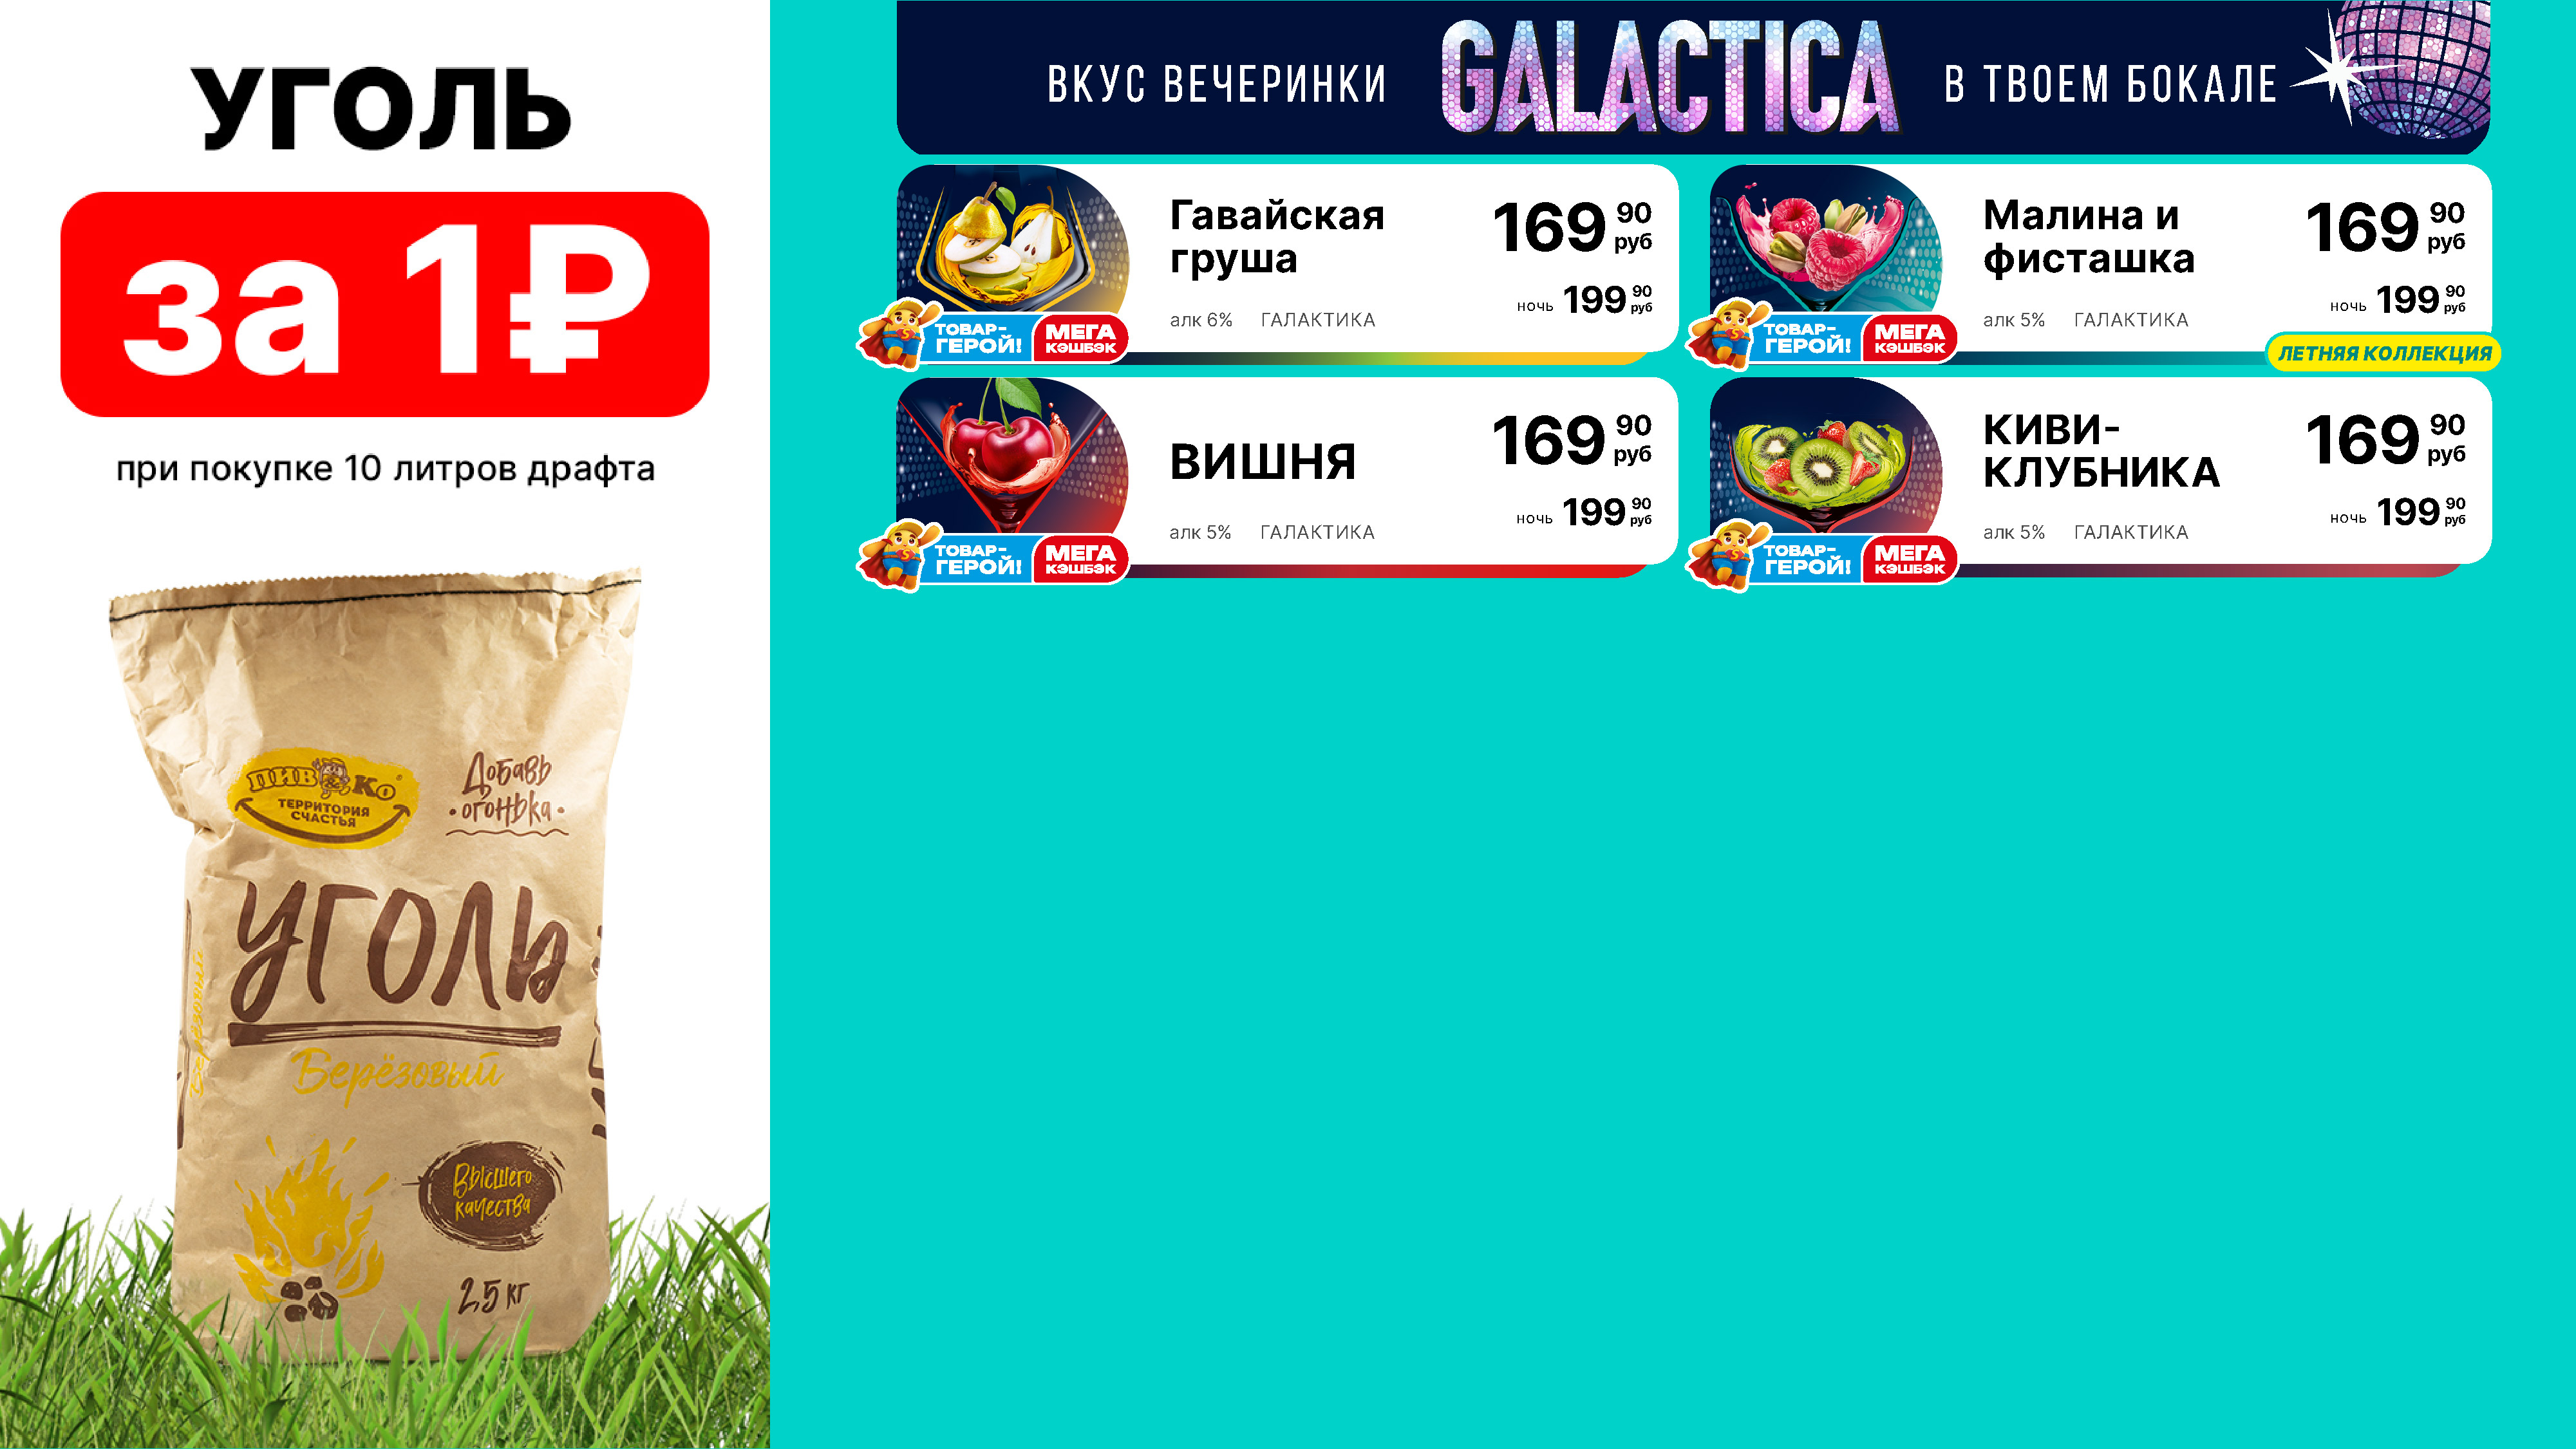 УГОЛЬ
за 1₽
при покупке 10 литров драфта
ПИВ&Ко
ТЕРРИТОРИЯ
СЧАСТЬЯ
Добавь
огонька
УГОЛЬ
Берёзовый
Берёзовый
Высшего
качества
2,5 кг
ВКУС ВЕЧЕРИНКИ GALACTICA В ТВОЕМ БОКАЛЕ
Гавайская
груша
169 90 руб
ночь 199 90 руб
алк 6% ГАЛАКТИКА
ТОВАР-
ГЕРОЙ!
МЕГА
КЭШБЭК
Малина и
фисташка
169 90 руб
ночь 199 90 руб
алк 5% ГАЛАКТИКА
ТОВАР-
ГЕРОЙ!
МЕГА
КЭШБЭК
ЛЕТНЯЯ КОЛЛЕКЦИЯ
ВИШНЯ
169 90 руб
ночь 199 90 руб
алк 5% ГАЛАКТИКА
ТОВАР-
ГЕРОЙ!
МЕГА
КЭШБЭК
КИВИ-
КЛУБНИКА
169 90 руб
ночь 199 90 руб
алк 5% ГАЛАКТИКА
ТОВАР-
ГЕРОЙ!
МЕГА
КЭШБЭК